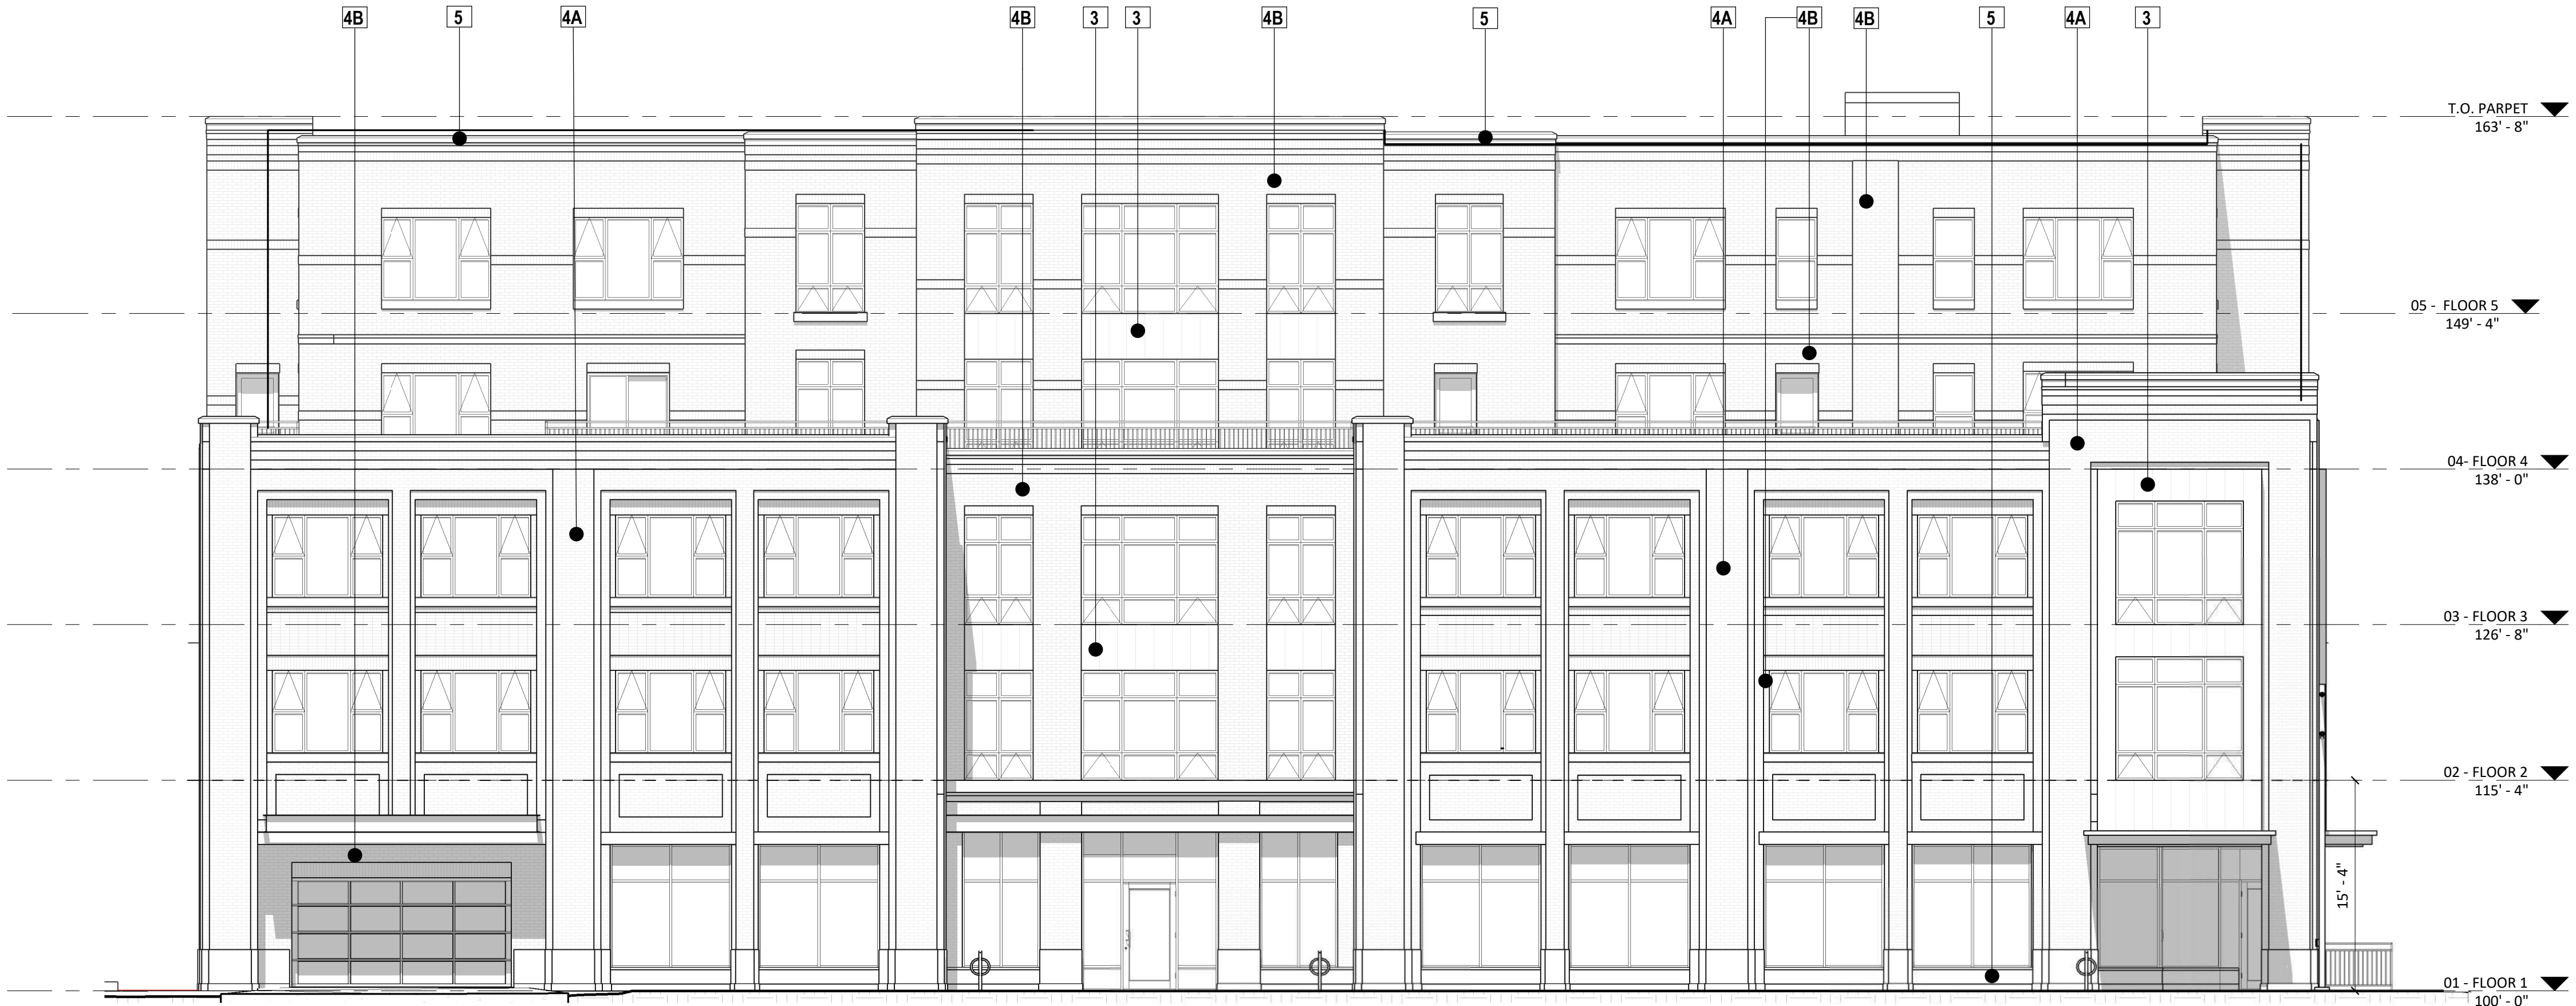 4B 5 4A 4B 3 3 4B 5 4A 4B 4B 5 4A 3
T.O. PARPET
163' - 8"
05 - FLOOR 5
149' - 4"
04- FLOOR 4
138' - 0"
03 - FLOOR 3
126' - 8"
02 - FLOOR 2
115' - 4"
15' - 4"
01 - FLOOR 1
100' - 0"